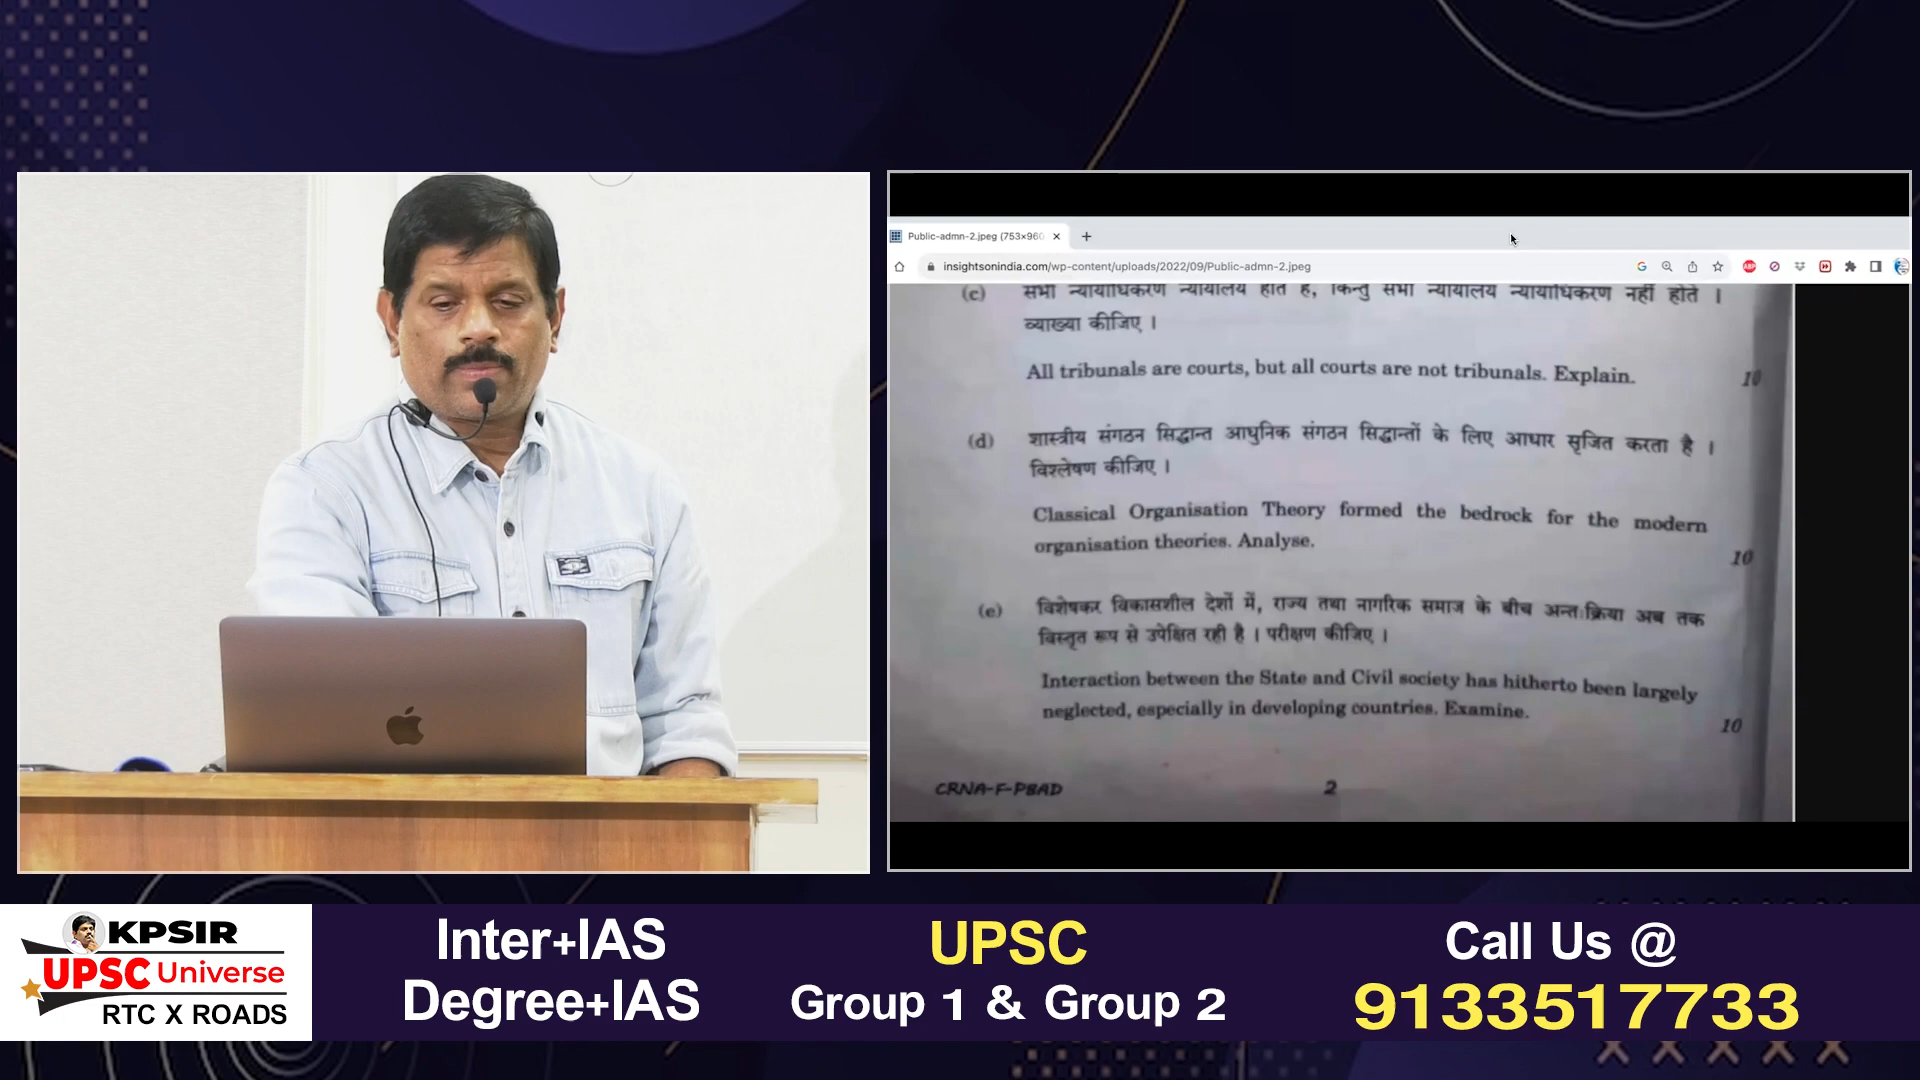 Public-admn-2.jpeg (753×960
insightsonindia.com/wp-content/uploads/2022/09/Public-admn-2.jpeg
ABP
(c) सभी न्यायाधिकरण न्यायालय होते हैं, किन्तु सभी न्यायालय न्यायाधिकरण नहीं होते ।
व्याख्या कीजिए ।
All tribunals are courts, but all courts are not tribunals. Explain. 10
(d) शास्त्रीय संगठन सिद्धान्त आधुनिक संगठन सिद्धान्तों के लिए आधार सृजित करता है ।
विश्लेषण कीजिए ।
Classical Organisation Theory formed the bedrock for the modern
organisation theories. Analyse. 10
(e) विशेषकर विकासशील देशों में, राज्य तथा नागरिक समाज के बीच अन्तःक्रिया अब तक
विस्तृत रूप से उपेक्षित रही है । परीक्षण कीजिए ।
Interaction between the State and Civil society has hitherto been largely
neglected, especially in developing countries. Examine. 10
CRNA-F-PBAD 2
KPSIR
UPSC Universe
RTC X ROADS
Inter+IAS
Degree+IAS
UPSC
Group 1 & Group 2
Call Us @
9133517733